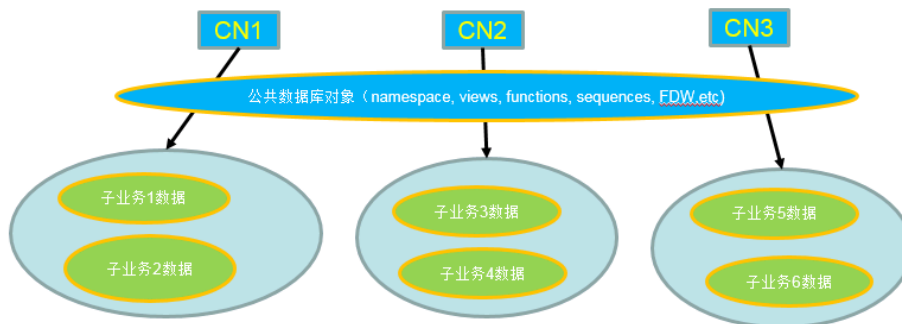 CN1
CN2
CN3
公共数据库对象（namespace, views, functions, sequences, FDW.etc)
子业务1数据
子业务2数据
子业务3数据
子业务4数据
子业务5数据
子业务6数据